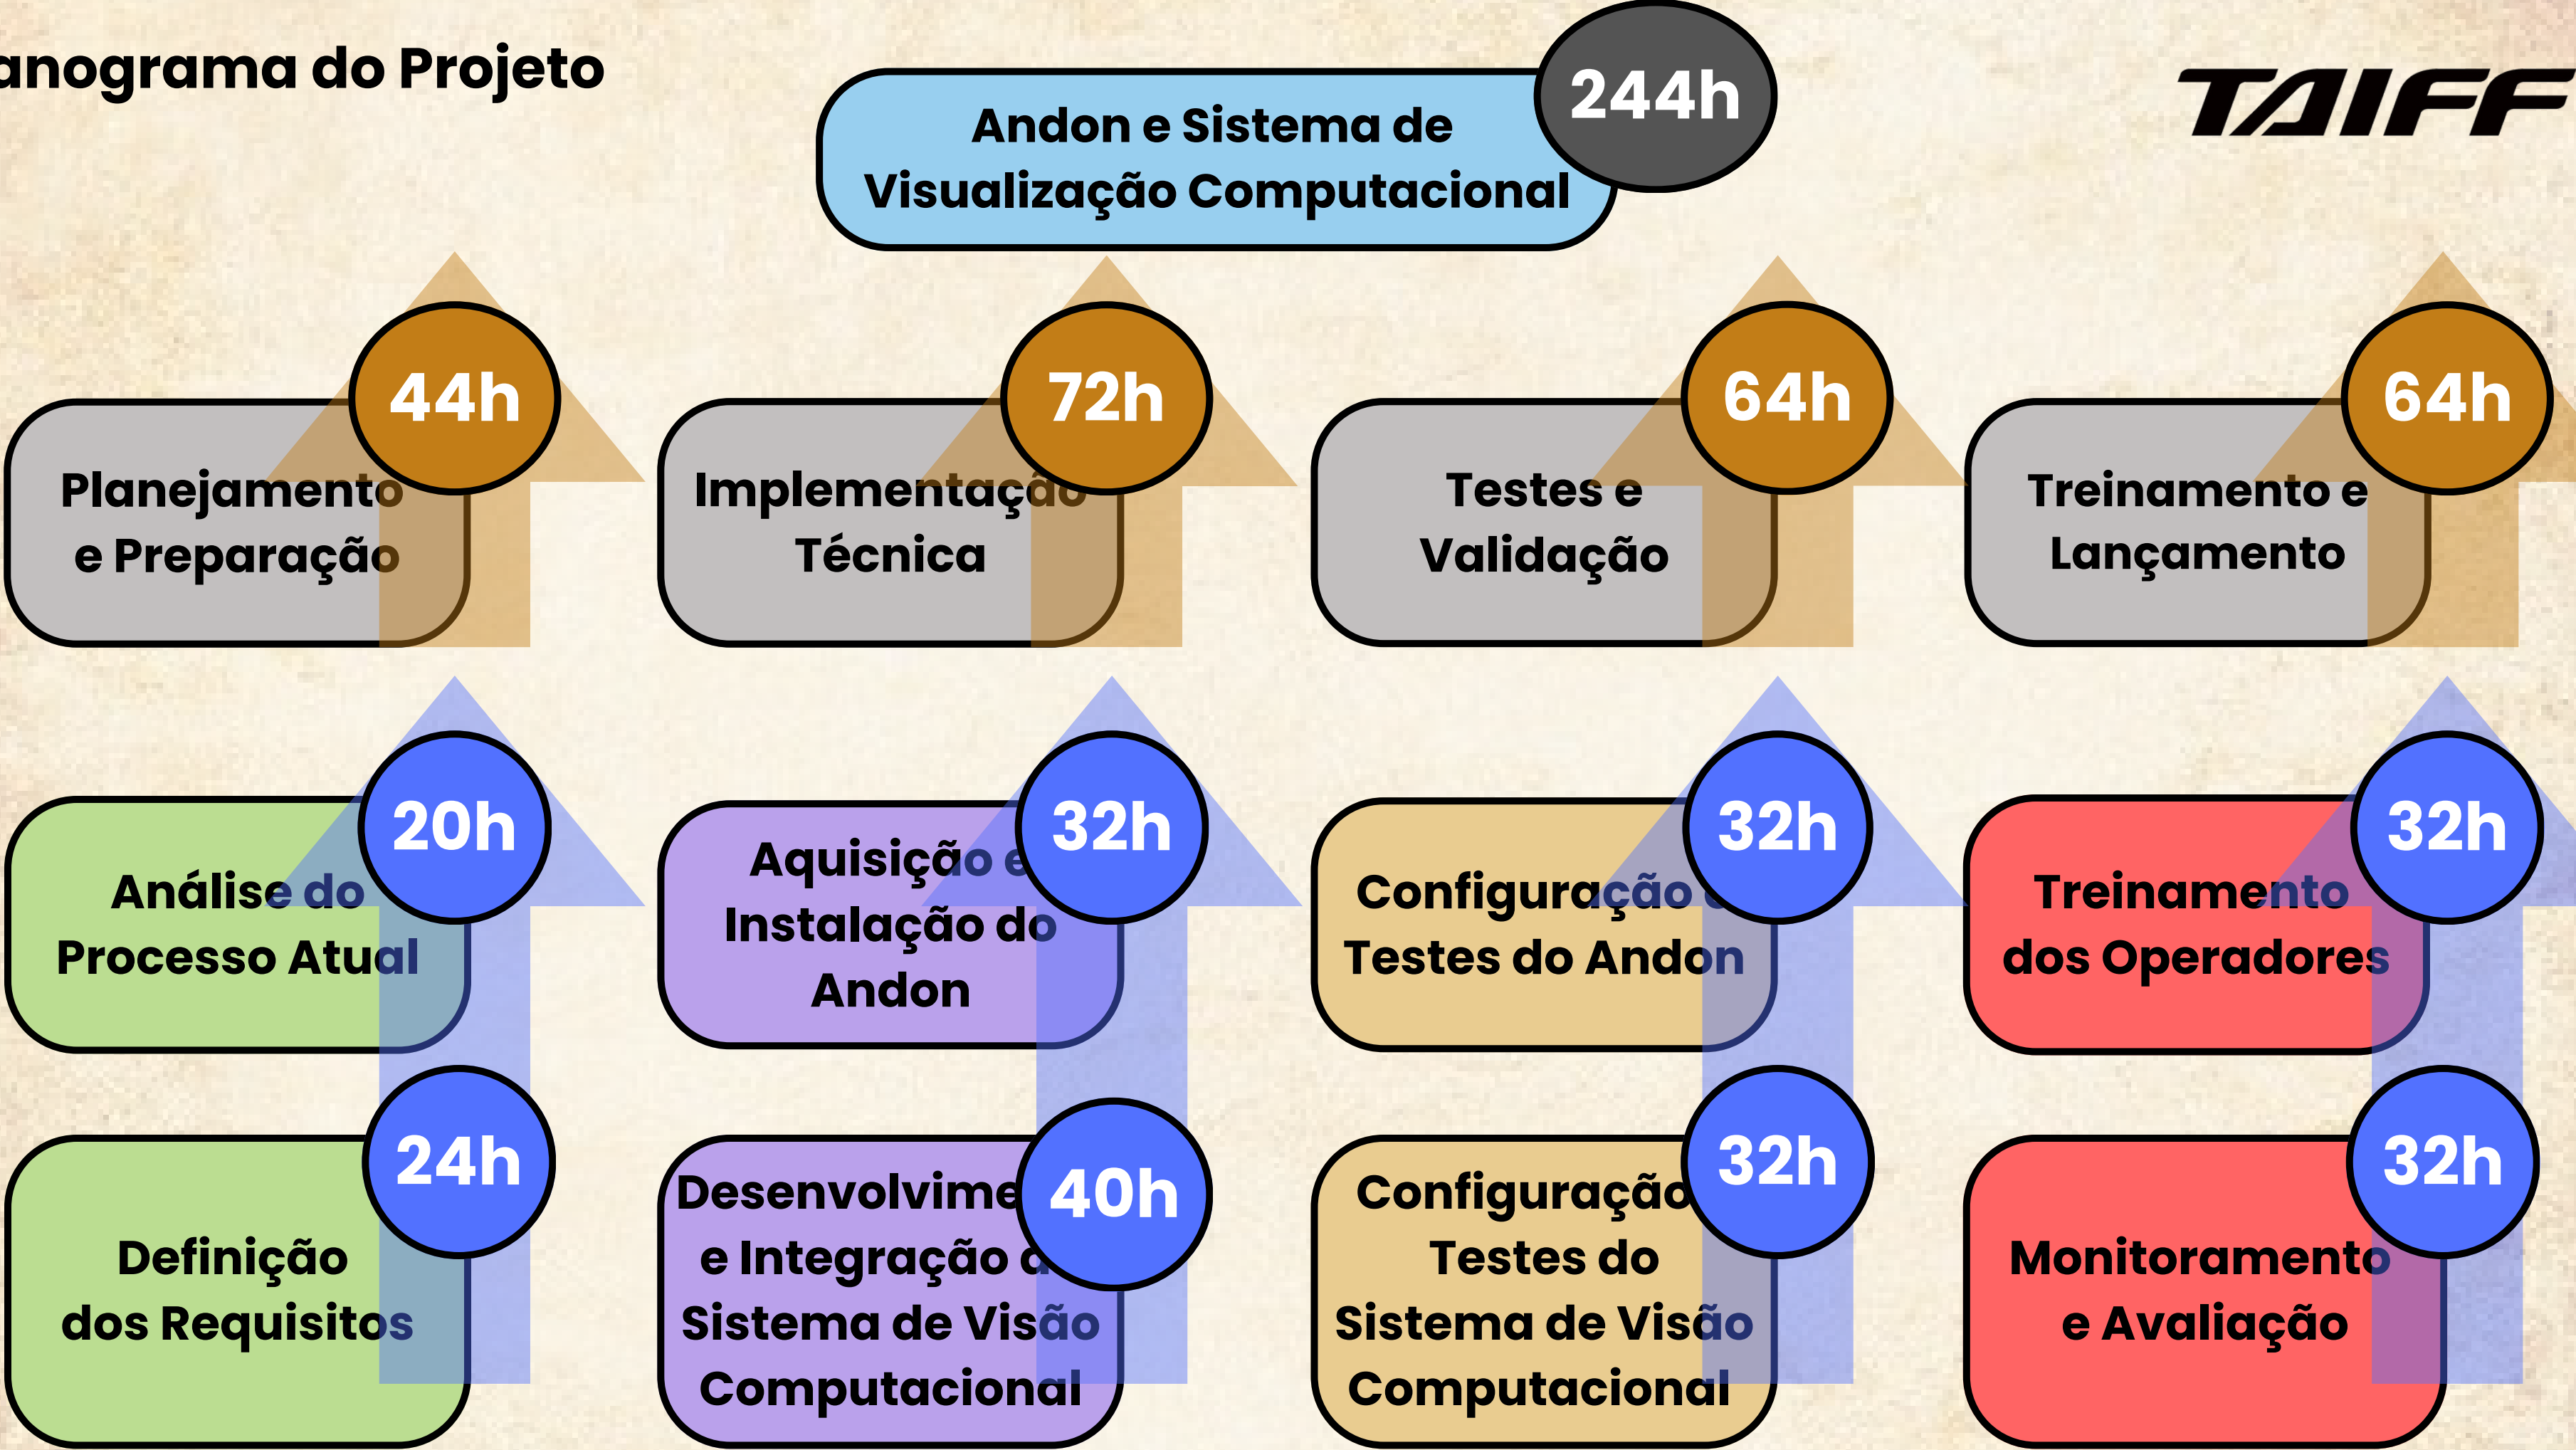 anograma do Projeto
Andon e Sistema de
Visualização Computacional
244h
TAIFF
Planejamento
e Preparação
44h
Implementação
Técnica
72h
Testes e
Validação
64h
Treinamento e
Lançamento
64h
Análise do
Processo Atual
20h
Aquisição e
Instalação do
Andon
32h
Configuração
Testes do Andon
32h
Treinamento
dos Operadores
32h
Definição
dos Requisitos
24h
Desenvolvime
e Integração
Sistema de Visão
Computacional
40h
Configuração
Testes do
Sistema de Visão
Computacional
32h
Monitoramento
e Avaliação
32h